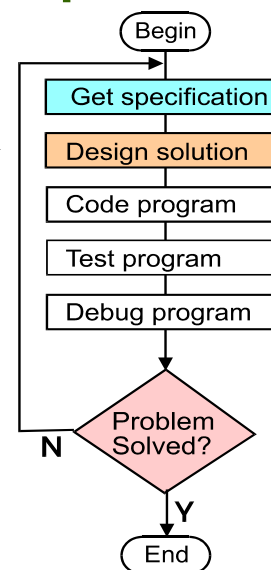 Begin
Get specification
Design solution
Code program
Test program
Debug program
Problem
Solved?
N
Y
End